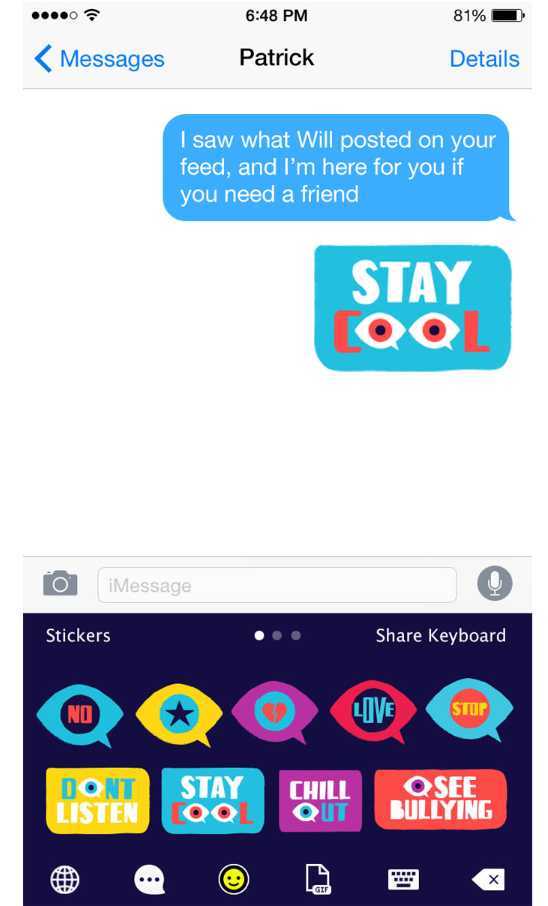 6:48 PM 81%
Messages Patrick Details
I saw what Will posted on your
feed, and I’m here for you if
you need a friend
STAY
COOL
iMessage
Stickers Share Keyboard
NO LOVE STOP
DONT
LISTEN
STAY
COOL
CHILL
OUT
SEE
BULLYING
GIF